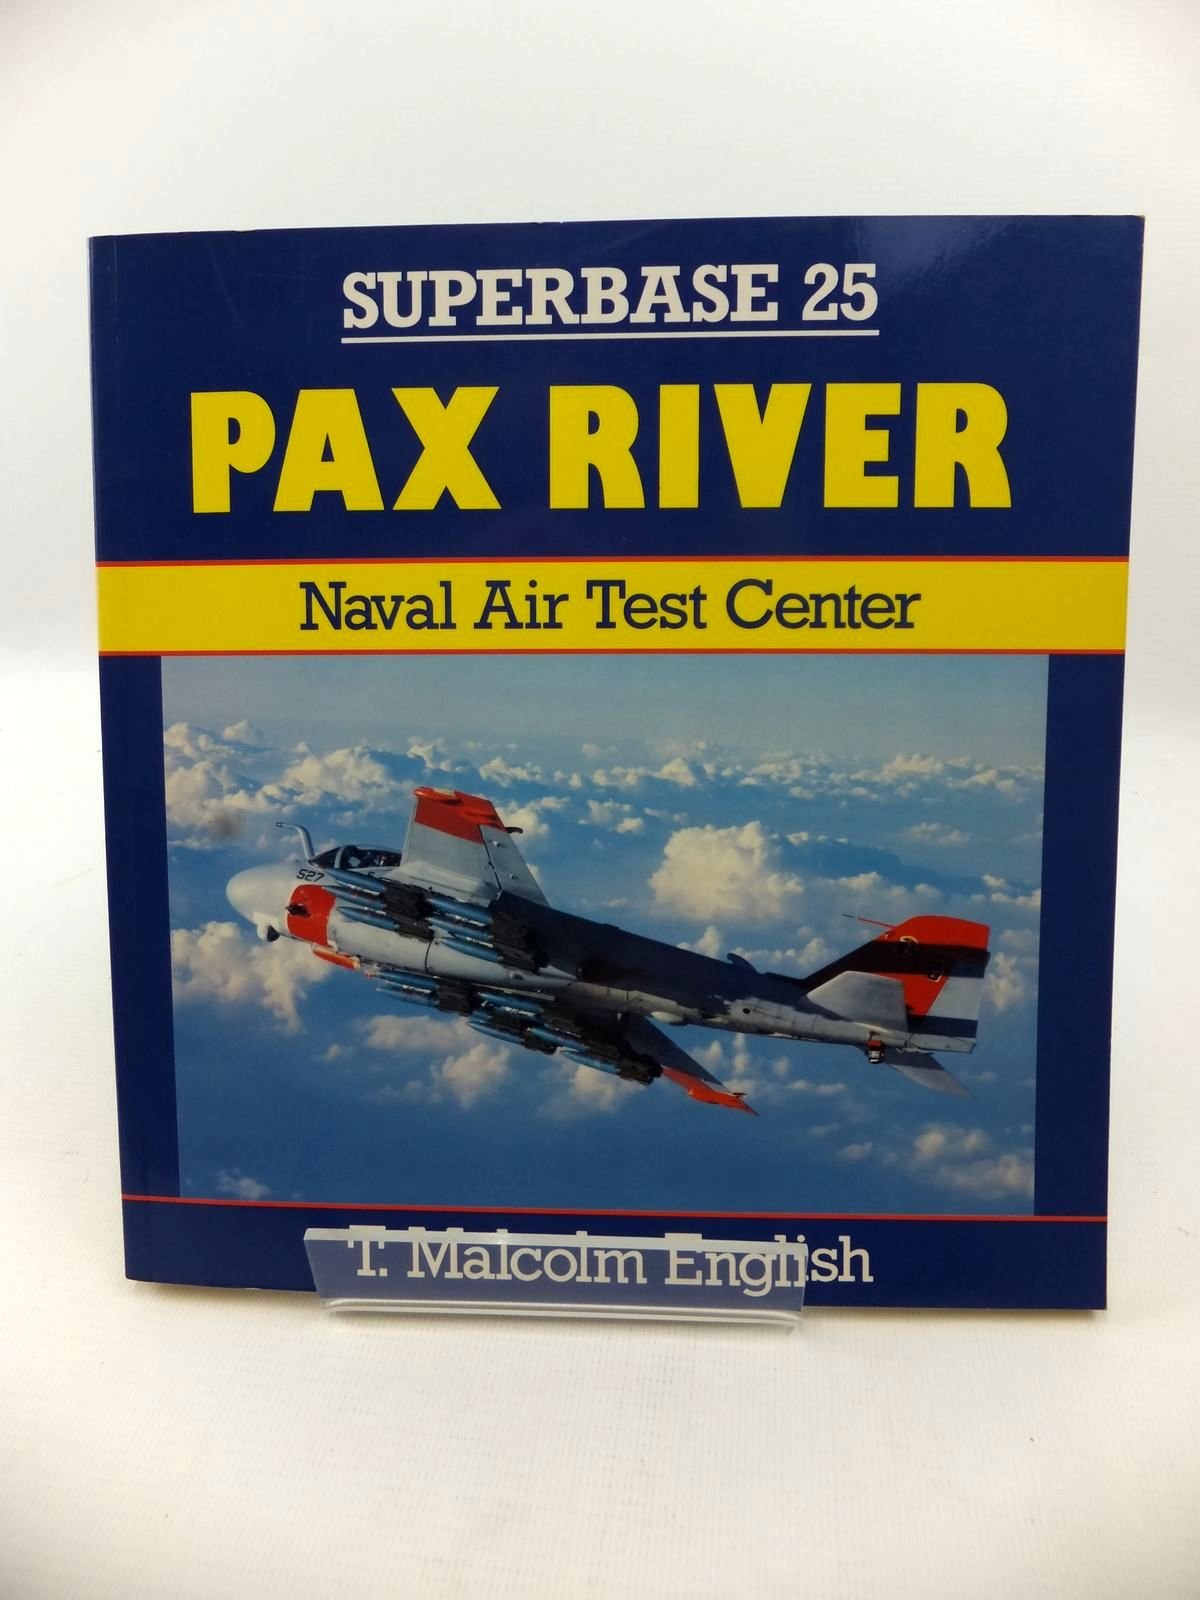 SUPERBASE 25
PAX RIVER
Naval Air Test Center
527
T. Malcolm English